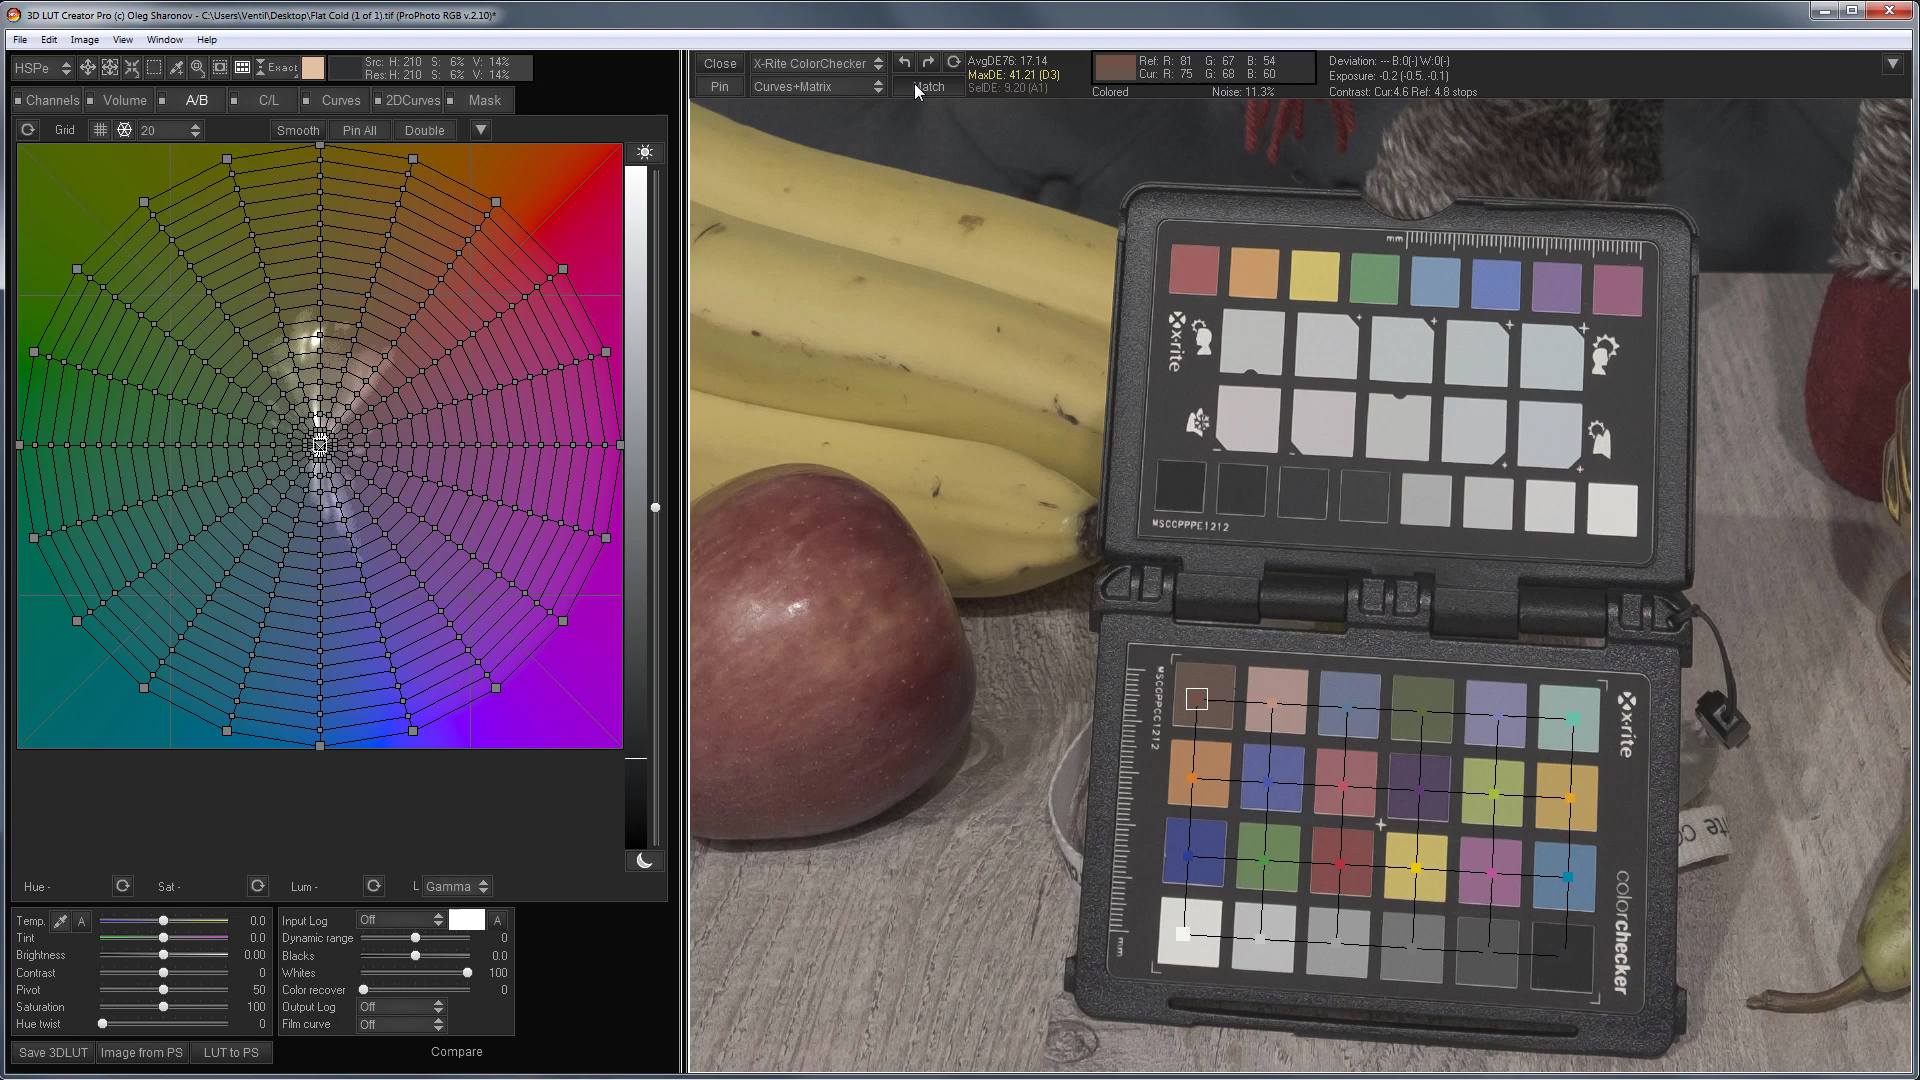 3D LUT Creator Pro (c) Oleg Sharonov - C:\Users\Ventil\Desktop\Flat Cold (1 of 1).tif (ProPhoto RGB v.2.10)*
File Edit Image View Window Help
HSPe Exact Src: H: 210 S: 6% V: 14%
Res: H: 210 S: 6% V: 14%
Channels Volume A/B C/L Curves 2DCurves Mask
Grid 20 Smooth Pin All Double
Hue - Sat - Lum - L Gamma
Temp. A 0.0
Tint 0.0
Brightness 0.00
Contrast 0
Pivot 50
Saturation 100
Hue twist 0
Input Log Off A
Dynamic range 0
Blacks 0.0
Whites 100
Color recover 0
Output Log Off
Film curve Off
Save 3DLUT Image from PS LUT to PS Compare
Close X-Rite ColorChecker
Pin Curves+Matrix Match
AvgDE76: 17.14
MaxDE: 41.21 (D3)
SelDE: 9.20 (A1)
Ref: R: 81 G: 67 B: 54
Cur: R: 75 G: 68 B: 60
Colored Noise: 11.3%
Deviation: --- B:0(-) W:0(-)
Exposure: -0.2 (-0.5..-0.1)
Contrast: Cur:4.6 Ref: 4.8 stops
mm
x-rite
MSCCPPPE1212
MSCCPPCC1212
x-rite
colorchecker
mm